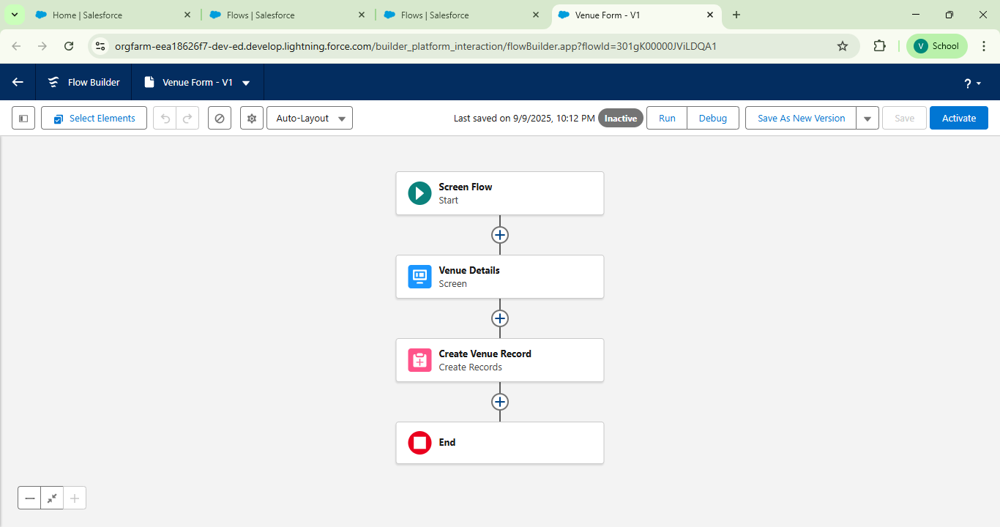 Home | Salesforce
Flows | Salesforce
Flows | Salesforce
Venue Form - V1
orgfarm-eea18626f7-dev-ed.develop.lightning.force.com/builder_platform_interaction/flowBuilder.app?flowId=301gK00000JViLDQA1
V School
Flow Builder
Venue Form - V1
?
Select Elements
Auto-Layout
Last saved on 9/9/2025, 10:12 PM
Inactive
Run
Debug
Save As New Version
Save
Activate
Screen Flow
Start
Venue Details
Screen
Create Venue Record
Create Records
End